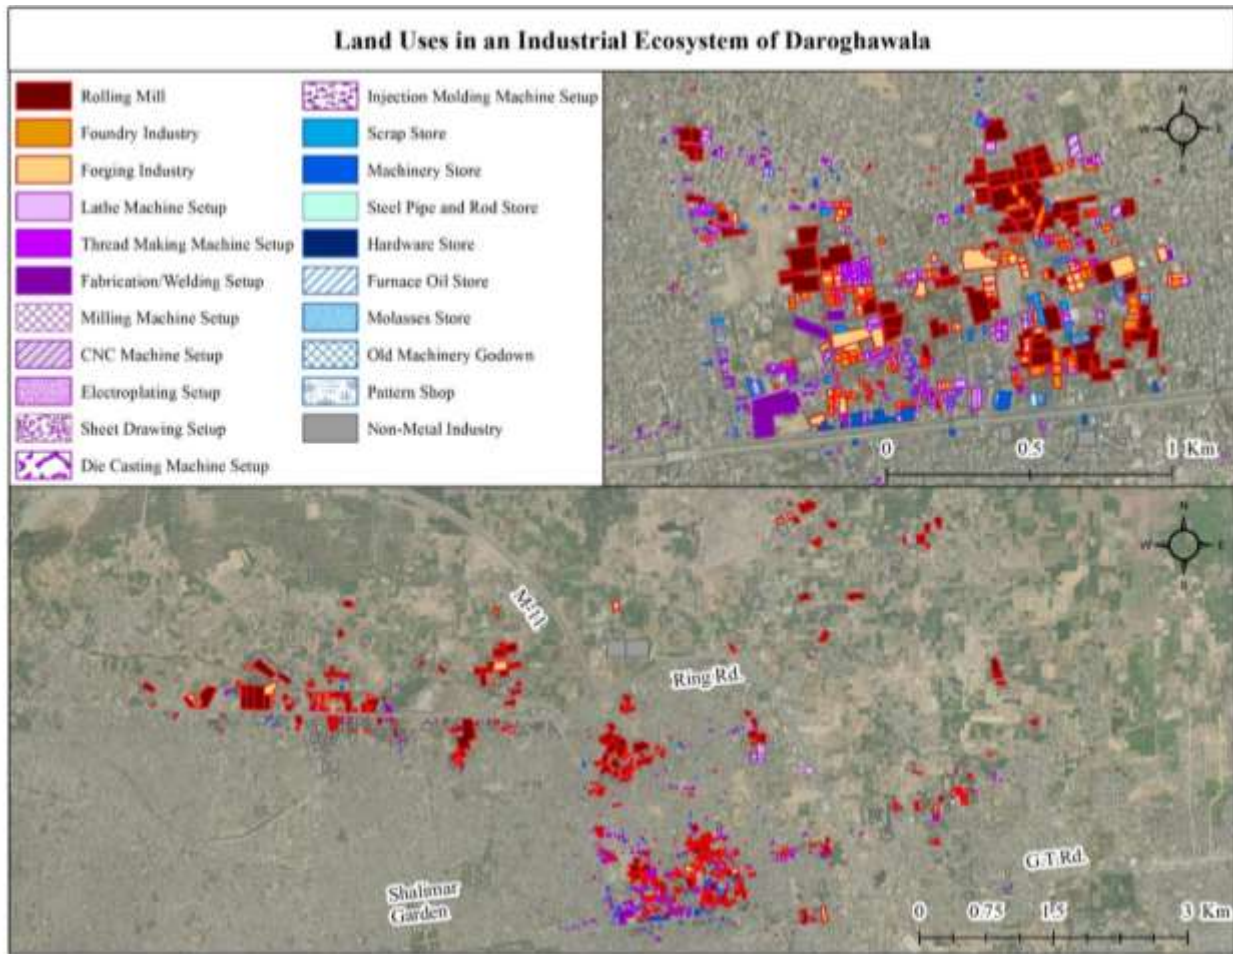 Land Uses in an Industrial Ecosystem of Daroghawala
Rolling Mill
Foundry Industry
Forging Industry
Lathe Machine Setup
Thread Making Machine Setup
Fabrication/Welding Setup
Milling Machine Setup
CNC Machine Setup
Electroplating Setup
Sheet Drawing Setup
Die Casting Machine Setup
Injection Molding Machine Setup
Scrap Store
Machinery Store
Steel Pipe and Rod Store
Hardware Store
Furnace Oil Store
Molasses Store
Old Machinery Godown
Pattern Shop
Non-Metal Industry
N
W E
S
0 0.5 1 Km
N
W E
S
M-11
Ring Rd.
G.T Rd.
Shalimar
Garden
0 0.75 1.5 3 Km